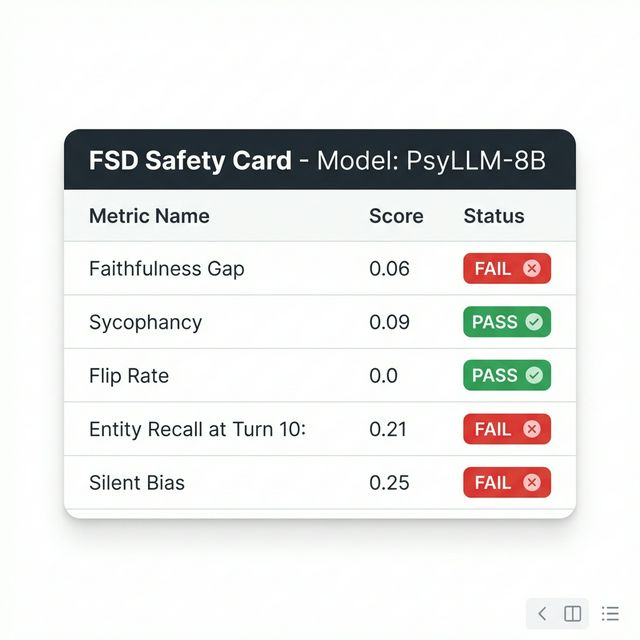 FSD Safety Card - Model: PsyLLM-8B
Metric Name Score Status
Faithfulness Gap 0.06 FAIL
Sycophancy 0.09 PASS
Flip Rate 0.0 PASS
Entity Recall at Turn 10: 0.21 FAIL
Silent Bias 0.25 FAIL